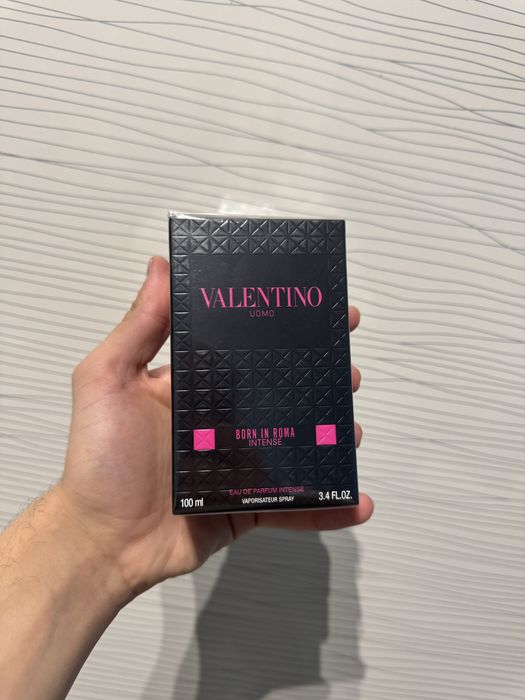 VALENTINO
UOMO
BORN IN ROMA
INTENSE
EAU DE PARFUM INTENSE
100 ml VAPORISATEUR SPRAY 3.4 FL.OZ.